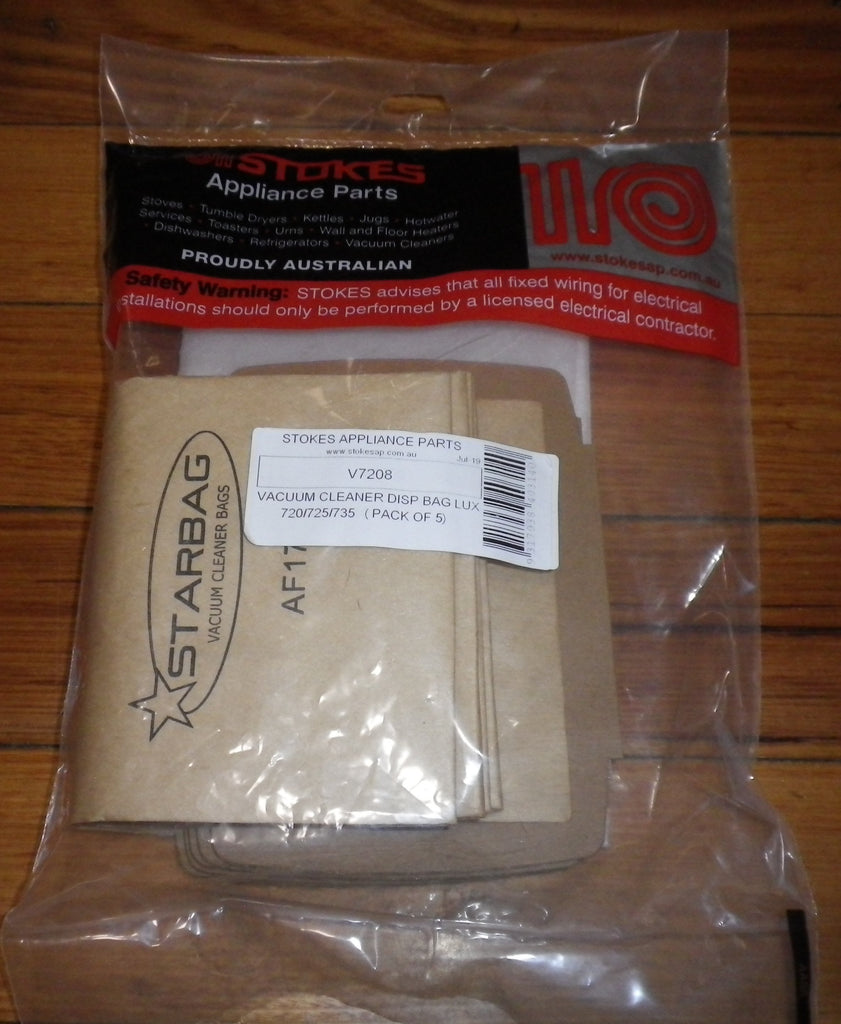 STOKES
Appliance Parts
Stoves - Tumble Dryers - Kettles - Jugs - Hotwater
Services - Toasters - Urns - Wall and Floor Heaters
- Dishwashers - Refrigerators - Vacuum Cleaners
PROUDLY AUSTRALIAN
www.stokesap.com.au
Safety Warning: STOKES advises that all fixed wiring for electrical
stallations should only be performed by a licensed electrical contractor.
STOKES APPLIANCE PARTS
www.stokesap.com.au
Jul-19
V7208
VACUUM CLEANER DISP BAG LUX
720/725/735 (PACK OF 5)
STARBAG
VACUUM CLEANER BAGS
AF17